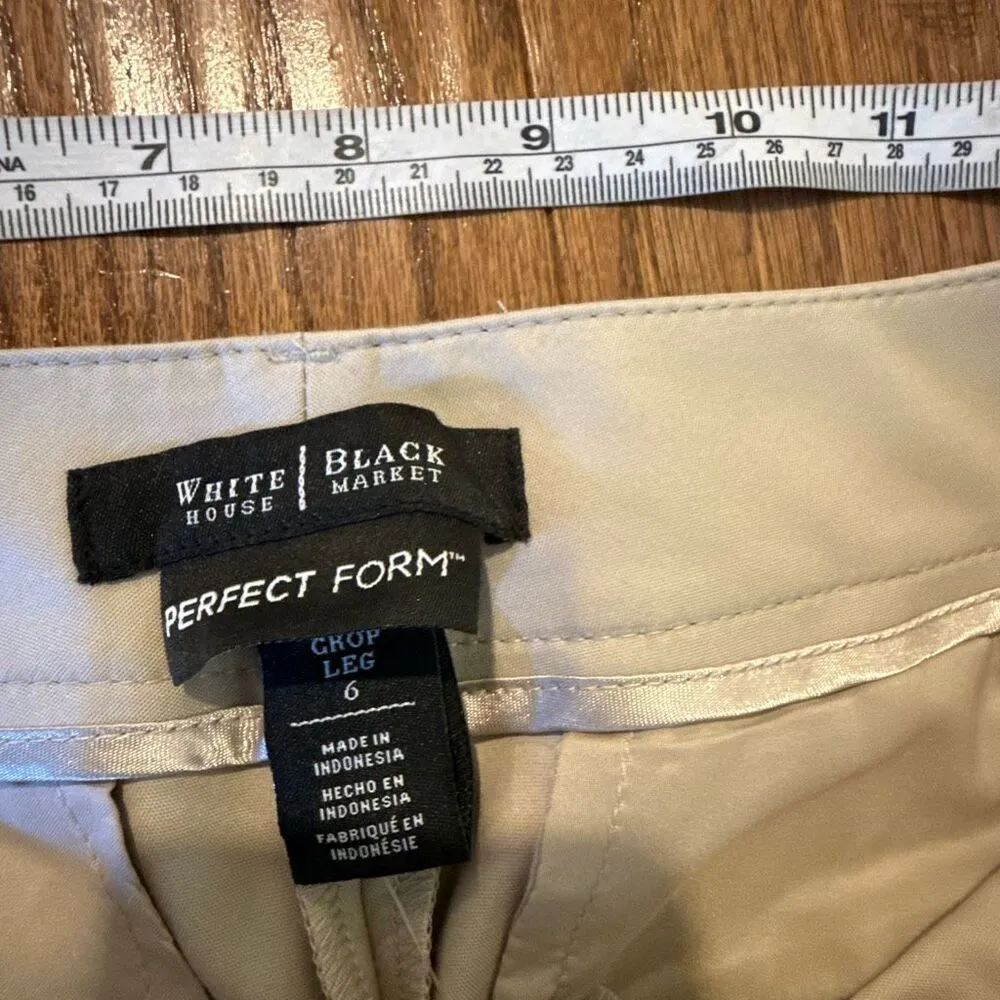 NA 7 8 9 10 11
16 17 18 19 20 21 22 23 24 25 26 27 28 29
WHITE HOUSE | BLACK MARKET
PERFECT FORM™
CROP
LEG
6
MADE IN
INDONESIA
HECHO EN
INDONESIA
FABRIQUÉ EN
INDONÉSIE